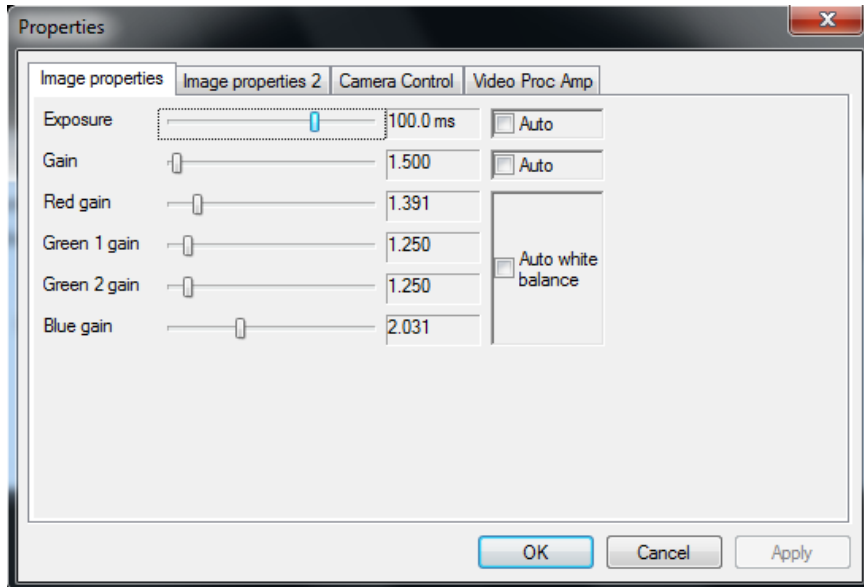 Properties
Image properties Image properties 2 Camera Control Video Proc Amp
Exposure 100.0 ms Auto
Gain 1.500 Auto
Red gain 1.391
Green 1 gain 1.250
Auto white
balance
Green 2 gain 1.250
Blue gain 2.031
OK Cancel Apply